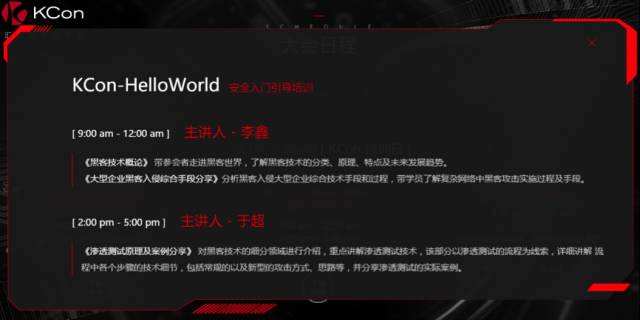 KCon
SCHEDULE
大会日程
KCon-HelloWorld 安全入门引导培训
[ 9:00 am - 12:00 am ] 主讲人 - 李鑫
《黑客技术概论》 带参会者走进黑客世界，了解黑客技术的分类、原理、特点及未来发展趋势。
《大型企业黑客入侵综合手段分享》分析黑客入侵大型企业综合技术手段和过程，带学员了解复杂网络中黑客攻击实施过程及手段。
[ 2:00 pm - 5:00 pm ] 主讲人 - 于超
《渗透测试原理及案例分享》 对黑客技术的细分领域进行介绍，重点讲解渗透测试技术，该部分以渗透测试的流程为线索，详细讲解 流
程中各个步骤的技术细节，包括常规的以及新型的攻击方式、思路等，并分享渗透测试的实际案例。